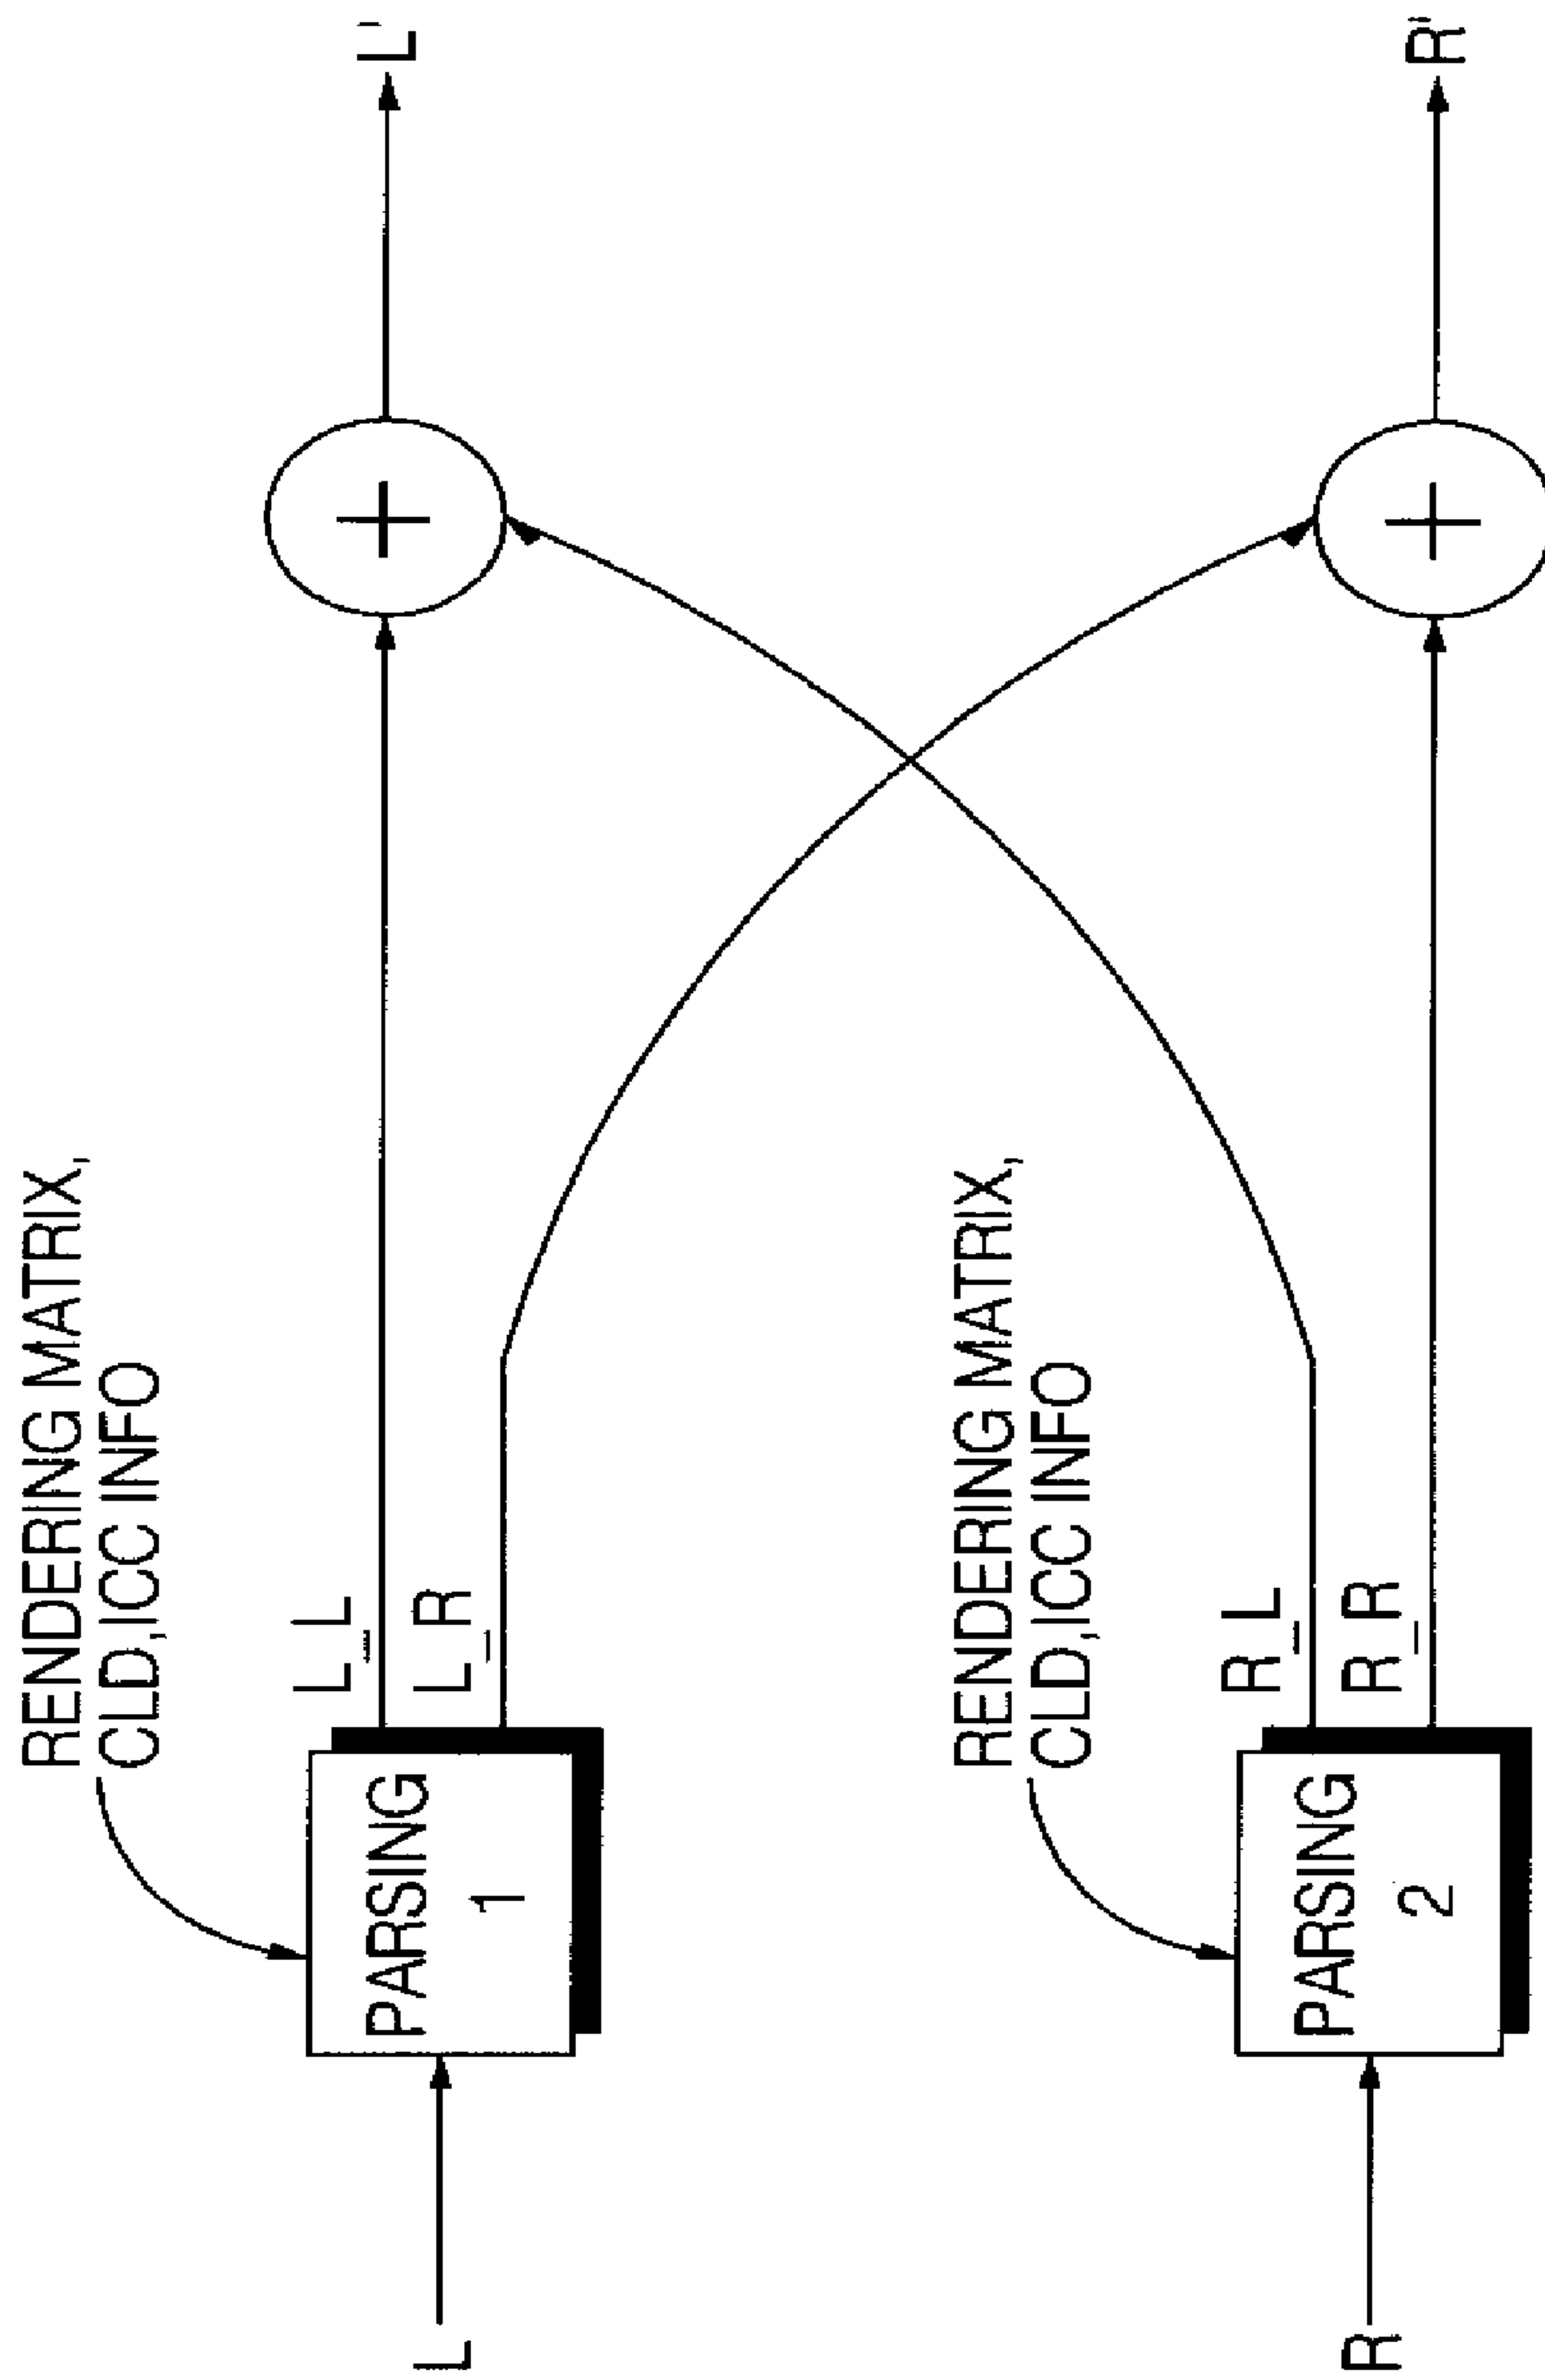 RENDERING MATRIX,
CLD,ICC INFO
L
PARSING
1
L_L
L_R
+
L'
RENDERING MATRIX,
CLD,ICC INFO
R
PARSING
2
R_L
R_R
+